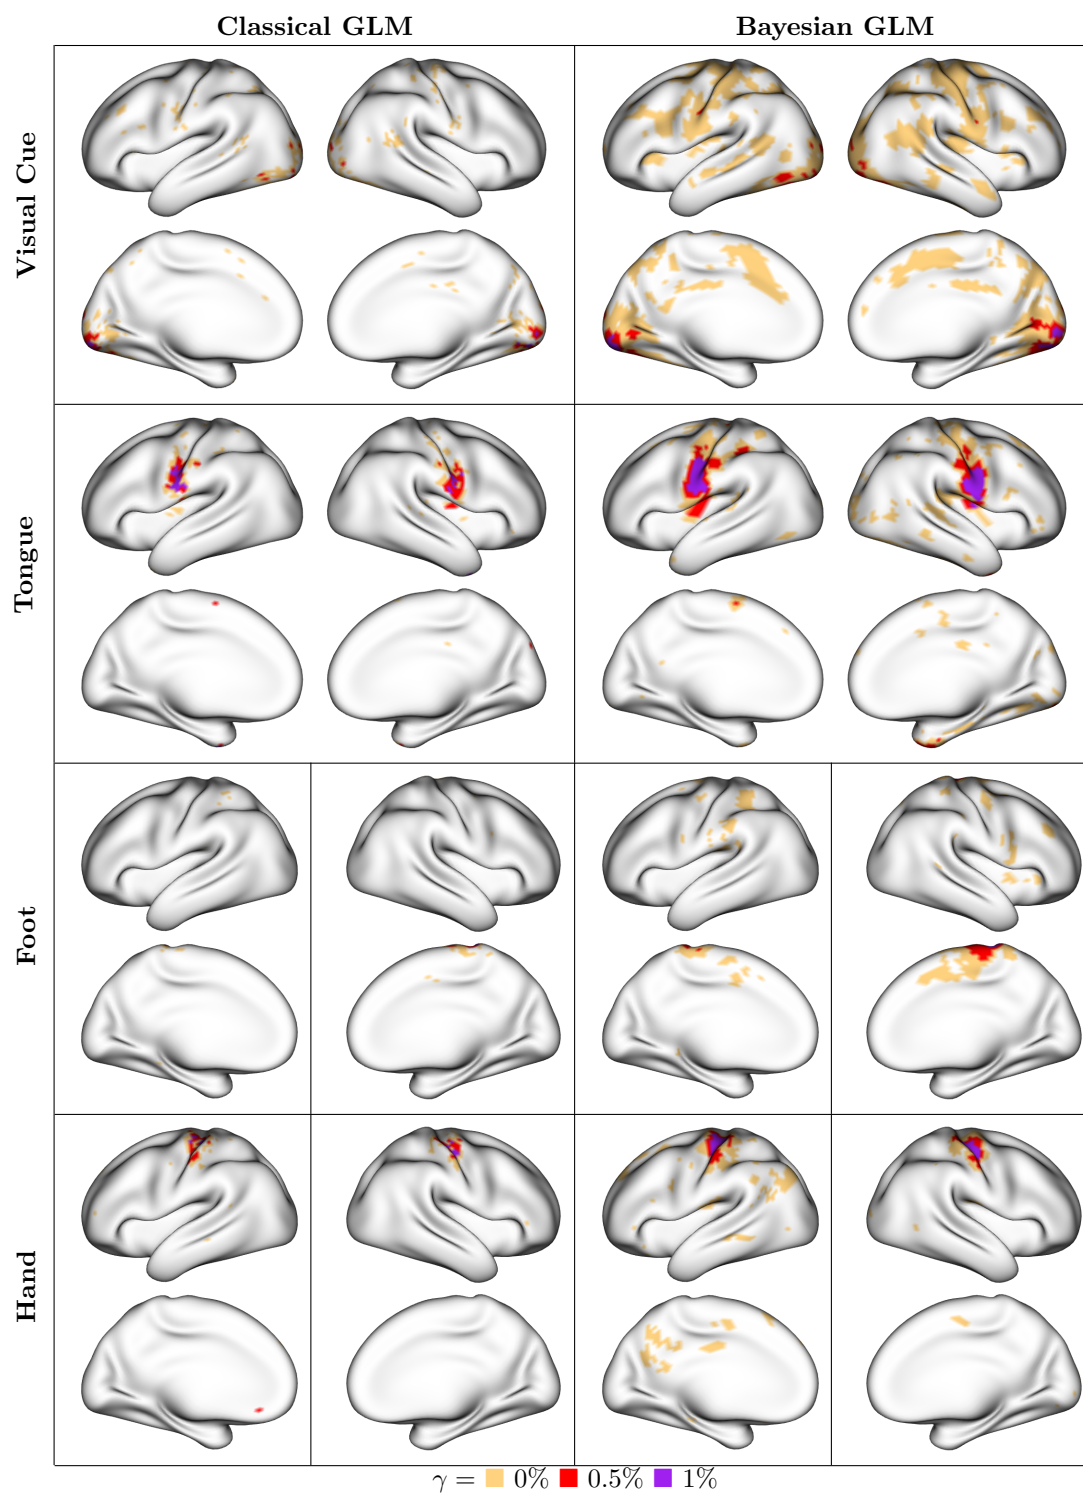 Classical GLM Bayesian GLM
Visual Cue
Tongue
Foot
Hand
γ = 0% 0.5% 1%